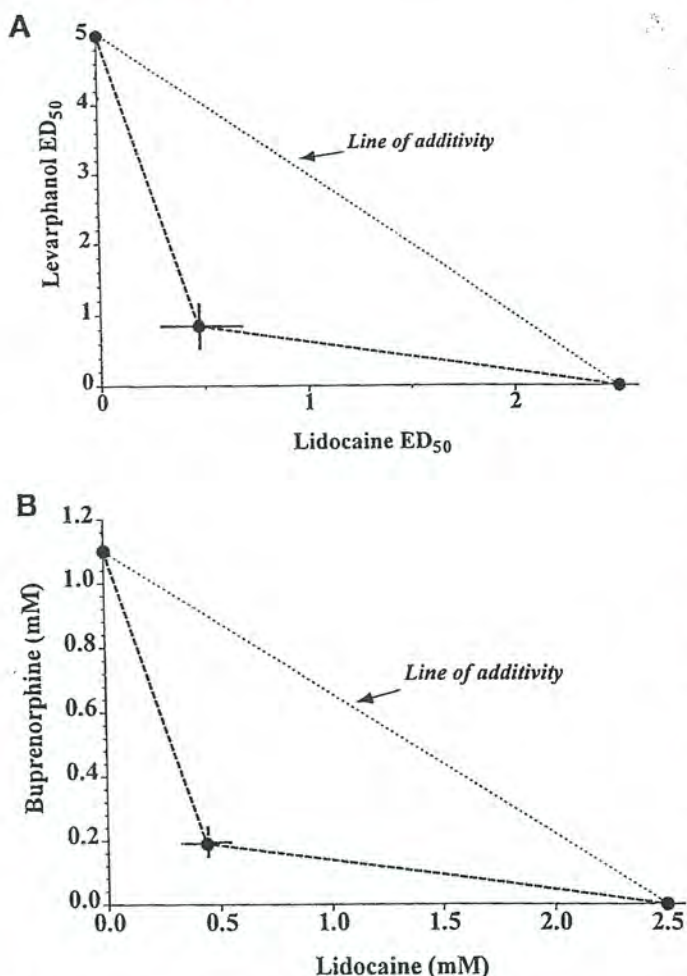 A
Levarphanol ED50
5
4
3
2
1
0
Line of additivity
0 1 2
Lidocaine ED50
B
Buprenorphine (mM)
1.2
1.0
0.8
0.6
0.4
0.2
0.0
Line of additivity
0.0 0.5 1.0 1.5 2.0 2.5
Lidocaine (mM)